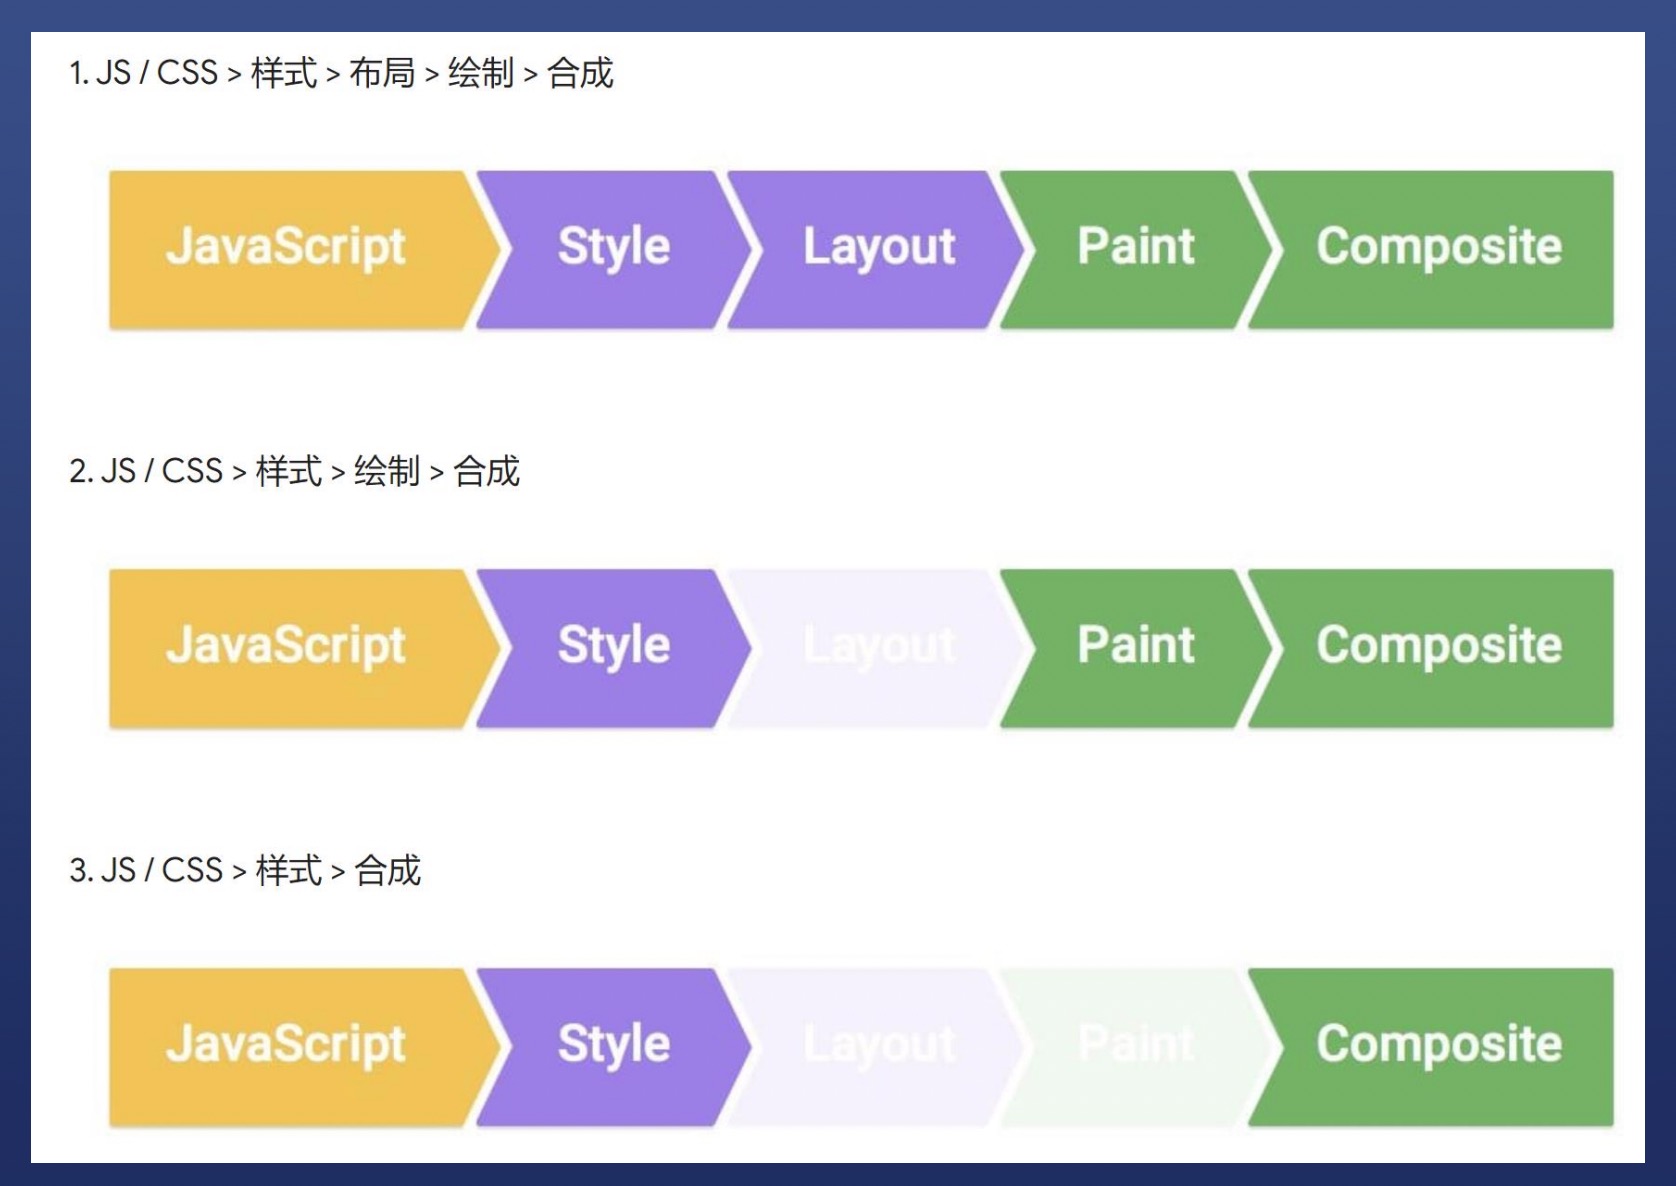 1. JS / CSS > 样式 > 布局 > 绘制 > 合成
JavaScript Style Layout Paint Composite
2. JS / CSS > 样式 > 绘制 > 合成
JavaScript Style Layout Paint Composite
3. JS / CSS > 样式 > 合成
JavaScript Style Layout Paint Composite